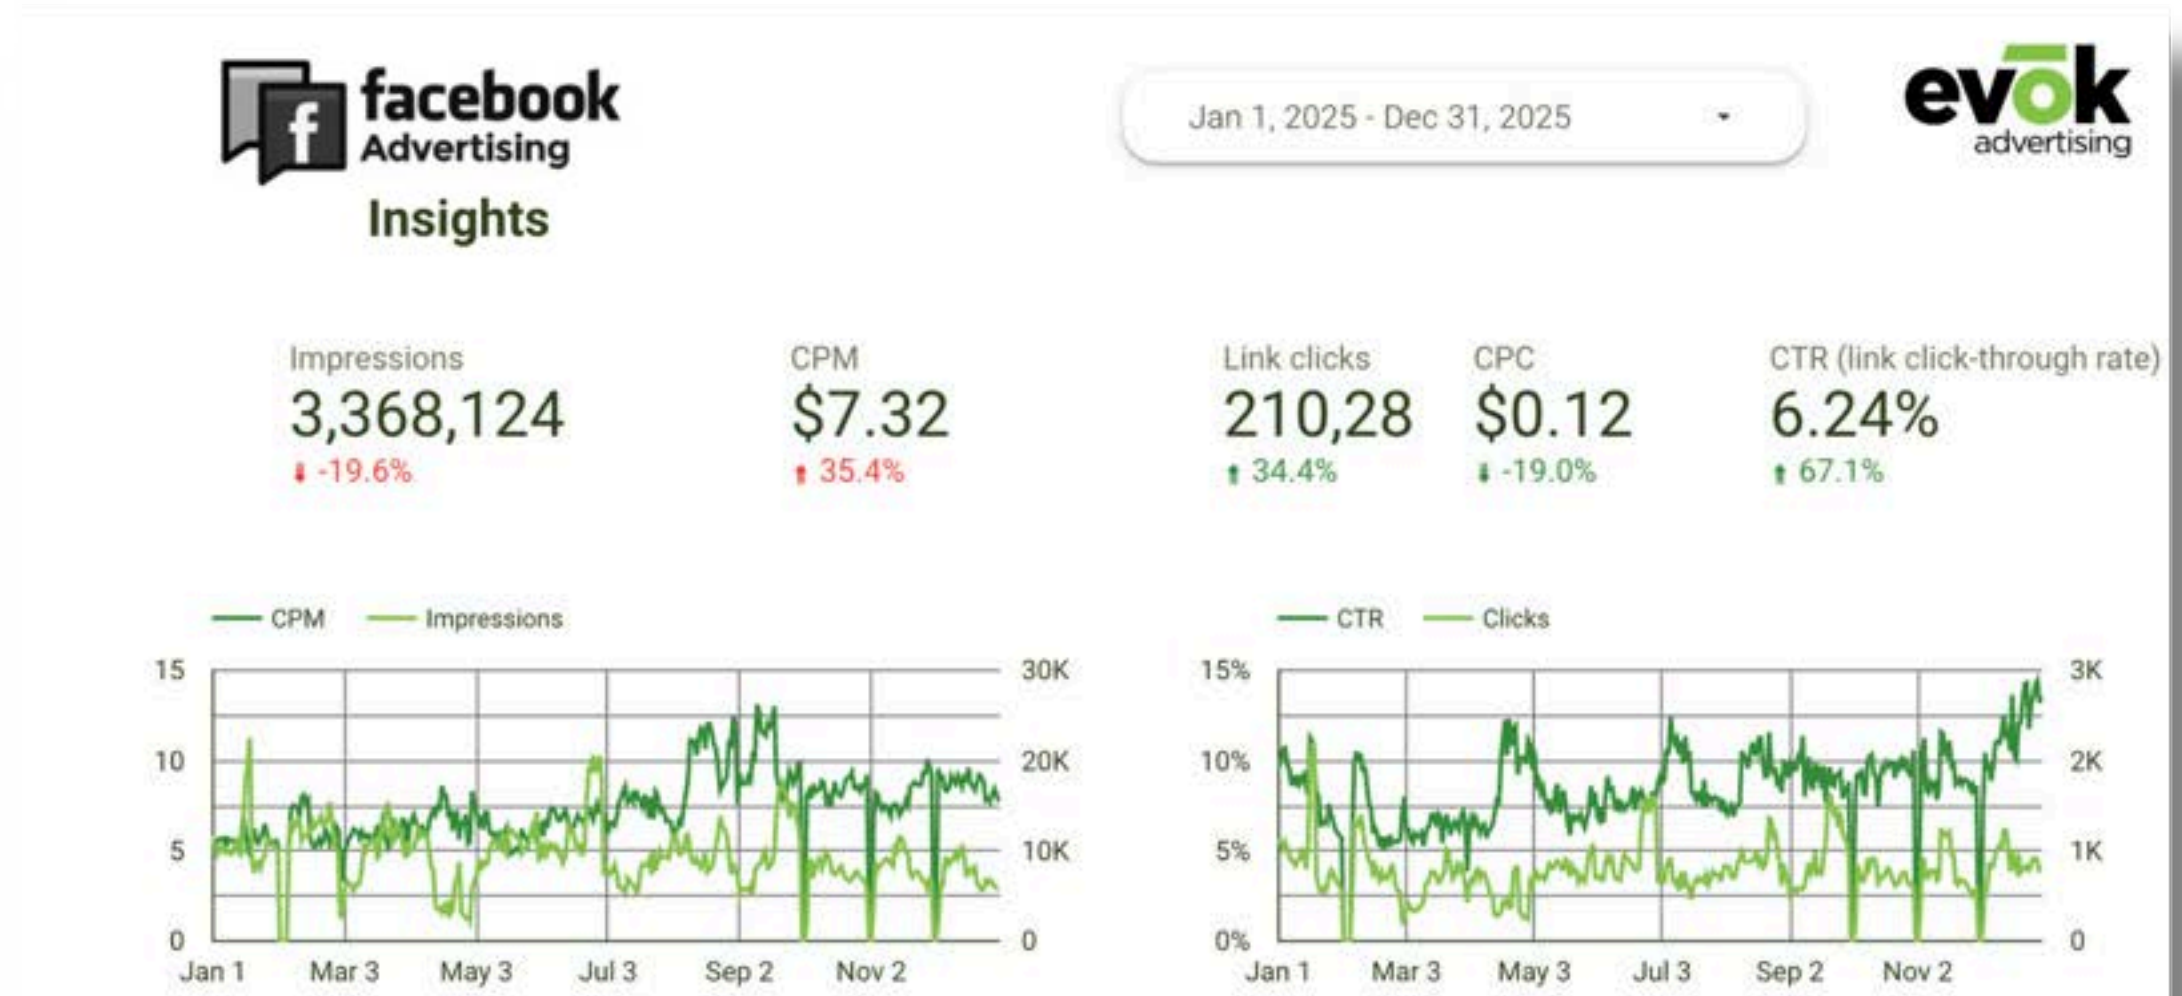 facebook
Advertising
Insights
Jan 1, 2025 - Dec 31, 2025
evōk
advertising
Impressions
3,368,124
-19.6%
CPM
$7.32
35.4%
Link clicks
210,28
34.4%
CPC
$0.12
-19.0%
CTR (link click-through rate)
6.24%
67.1%
CPM Impressions
15 30K
10 20K
5 10K
0 0
Jan 1 Mar 3 May 3 Jul 3 Sep 2 Nov 2
CTR Clicks
15% 3K
10% 2K
5% 1K
0% 0
Jan 1 Mar 3 May 3 Jul 3 Sep 2 Nov 2